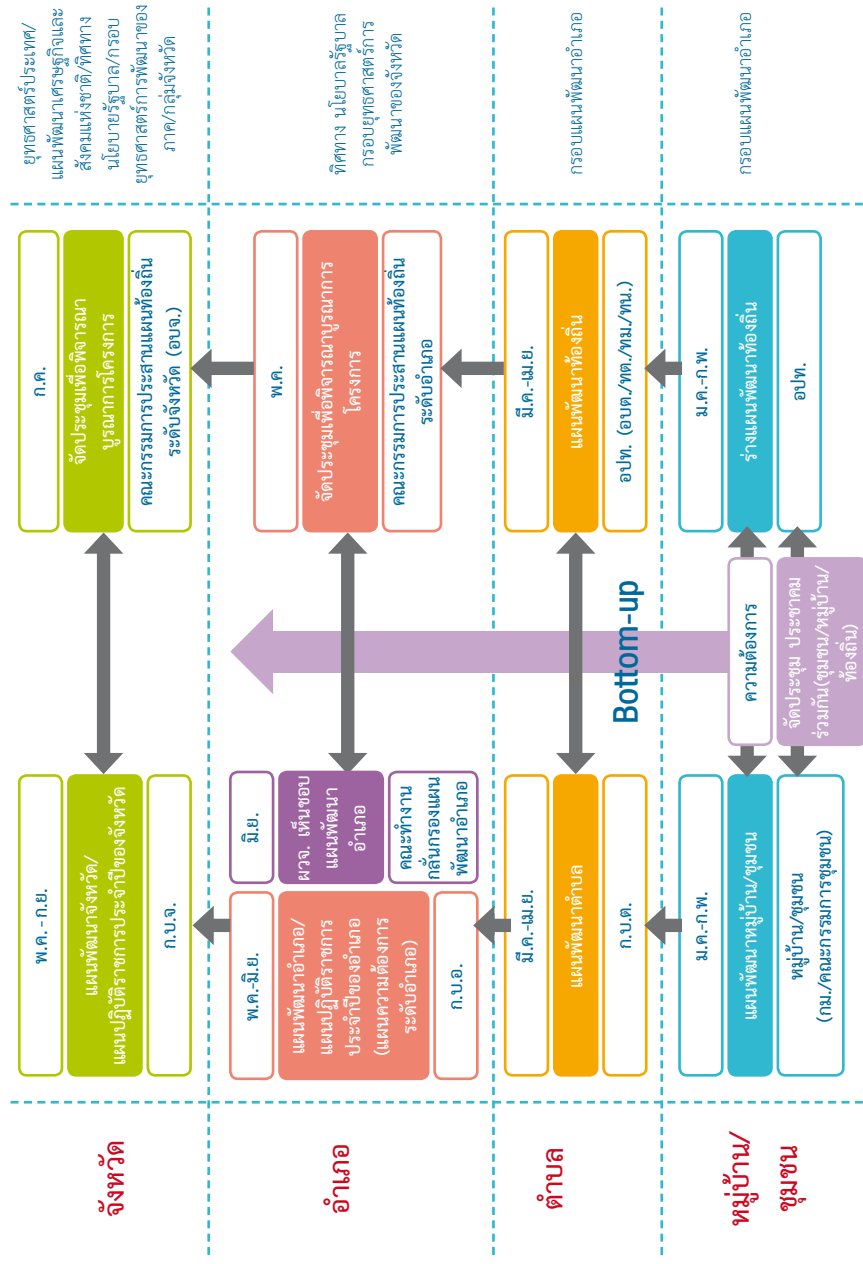 จังหวัด
พ.ค. - ก.ย.
แผนพัฒนาจังหวัด/
แผนปฏิบัติราชการประจำปีของจังหวัด
ก.บ.จ.
ก.ค.
จัดประชุมเพื่อพิจารณา
บูรณาการโครงการ
คณะกรรมการประสานแผนท้องถิ่น
ระดับจังหวัด (อบจ.)
ยุทธศาสตร์ประเทศ/
แผนพัฒนาเศรษฐกิจและ
สังคมแห่งชาติ/ทิศทาง
นโยบายรัฐบาล/กรอบ
ยุทธศาสตร์การพัฒนาของ
ภาค/กลุ่มจังหวัด
อำเภอ
พ.ค.-มิ.ย.
แผนพัฒนาอำเภอ/
แผนปฏิบัติราชการ
ประจำปีของอำเภอ
(แผนความต้องการ
ระดับอำเภอ)
ก.บ.อ.
มิ.ย.
ผวจ. เห็นชอบ
แผนพัฒนา
อำเภอ
คณะทำงาน
กลั่นกรองแผน
พัฒนาอำเภอ
พ.ค.
จัดประชุมเพื่อพิจารณาบูรณาการ
โครงการ
คณะกรรมการประสานแผนท้องถิ่น
ระดับอำเภอ
ทิศทาง นโยบาลรัฐบาล
กรอบยุทธศาสตร์การ
พัฒนาของจังหวัด
ตำบล
มี.ค.-เม.ย.
แผนพัฒนาตำบล
ก.บ.ต.
Bottom-up
มี.ค.-เม.ย.
แผนพัฒนาท้องถิ่น
อปท. (อบต./ทต./ทม./ทน.)
กรอบแผนพัฒนาอำเภอ
หมู่บ้าน/
ชุมชน
ม.ค.-ก.พ.
แผนพัฒนาหมู่บ้าน/ชุมชน
หมู่บ้าน/ชุมชน
(กม./คณะกรรมการชุมชน)
ความต้องการ
จัดประชุม ประชาคม
ร่วมกัน(ชุมชน/หมู่บ้าน/
ท้องถิ่น)
ม.ค.-ก.พ.
ร่างแผนพัฒนาท้องถิ่น
อปท.
กรอบแผนพัฒนาอำเภอ